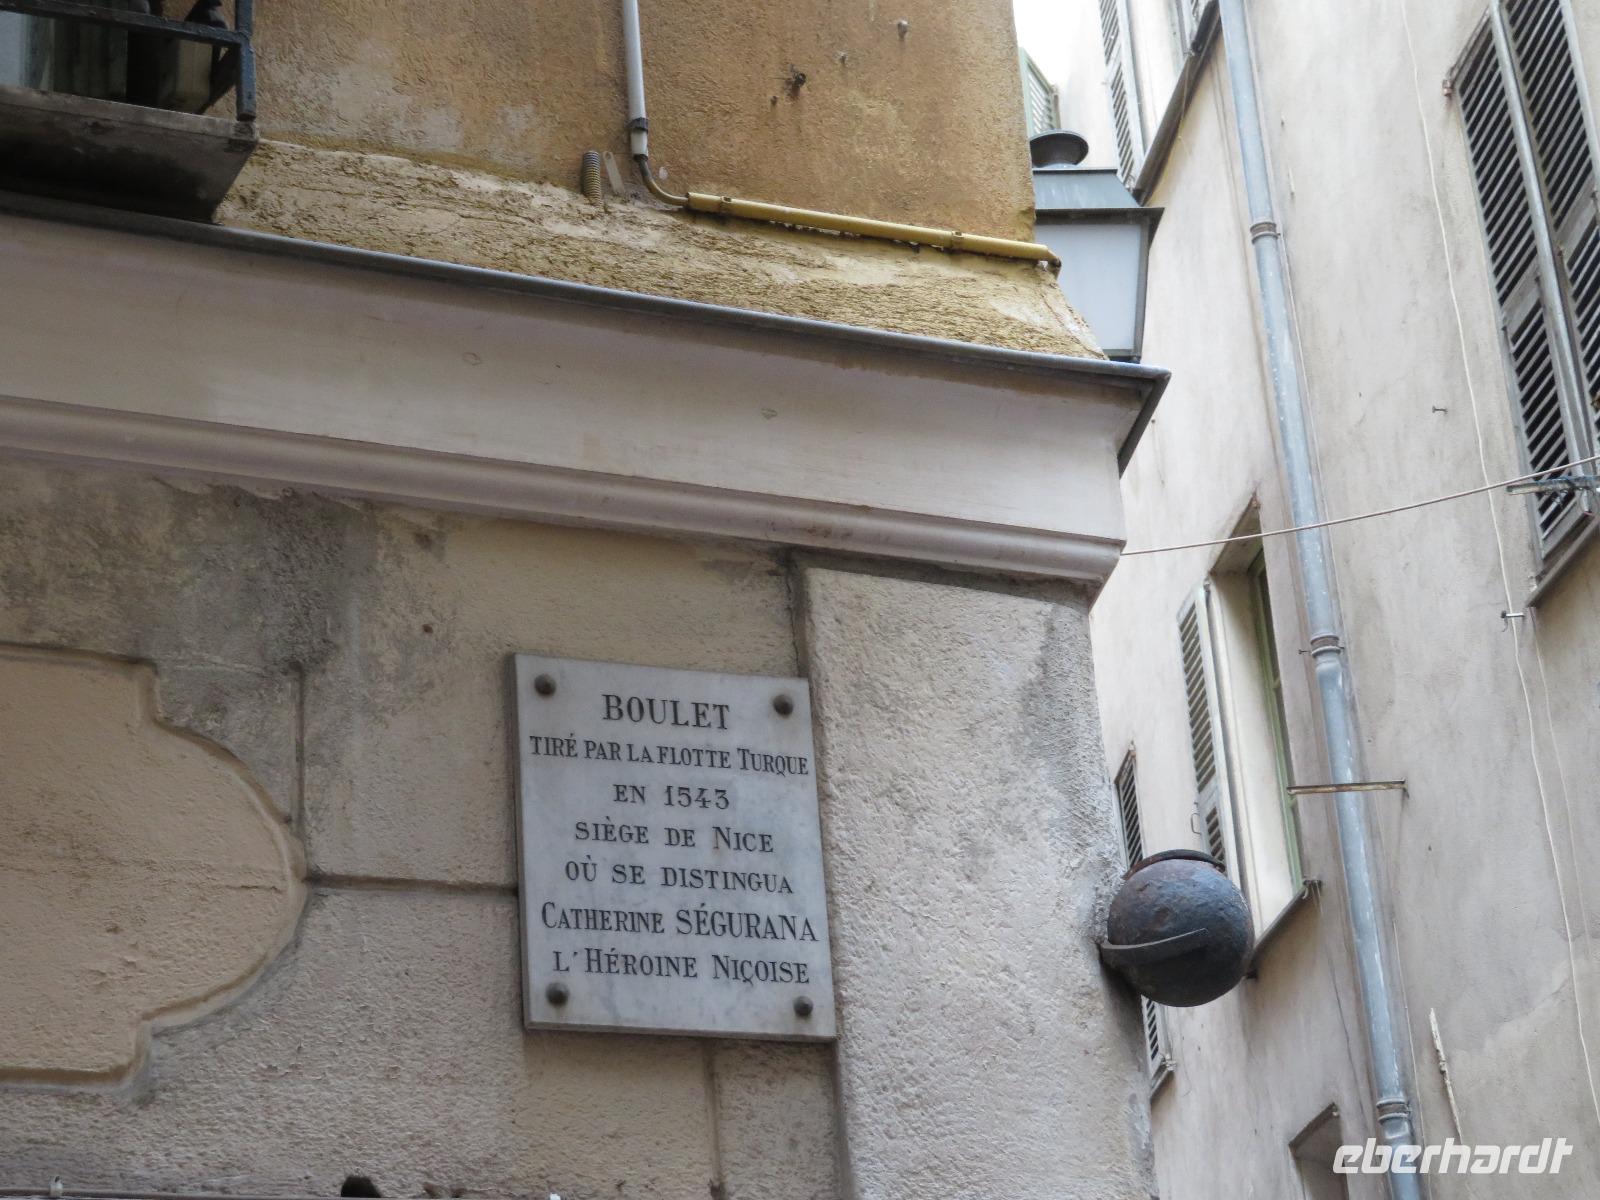 BOULET
TIRÉ PAR LA FLOTTE TURQUE
EN 1543
SIÈGE DE NICE
OÙ SE DISTINGUA
CATHERINE SÉGURANA
L'HÉROINE NIÇOISE
eberhardt